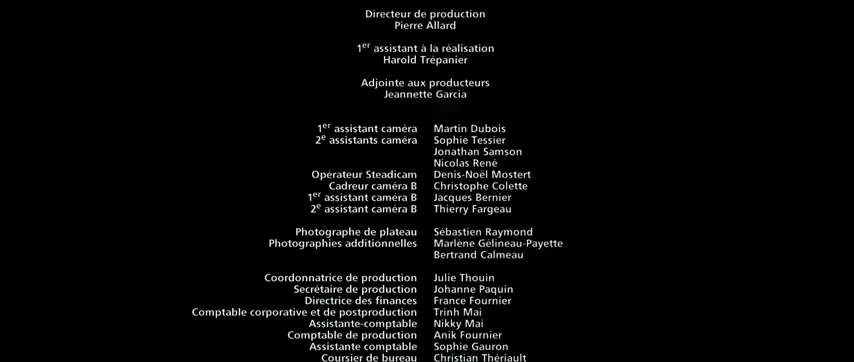 Directeur de production
Pierre Allard
1er assistant à la réalisation
Harold Trépanier
Adjointe aux producteurs
Jeannette Garcia
1er assistant caméra Martin Dubois
2e assistants caméra Sophie Tessier
Jonathan Samson
Nicolas René
Opérateur Steadicam Denis-Noël Mostert
Cadreur caméra B Christophe Colette
1er assistant caméra B Jacques Bernier
2e assistant caméra B Thierry Fargeau
Photographe de plateau Sébastien Raymond
Photographies additionnelles Marlène Gélineau-Payette
Bertrand Calmeau
Coordonnatrice de production Julie Thouin
Secrétaire de production Johanne Paquin
Directrice des finances France Fournier
Comptable corporative et de postproduction Trinh Mai
Assistante-comptable Nikky Mai
Comptable de production Anik Fournier
Assistante comptable Sophie Gauron
Coursier de bureau Christian Thériault